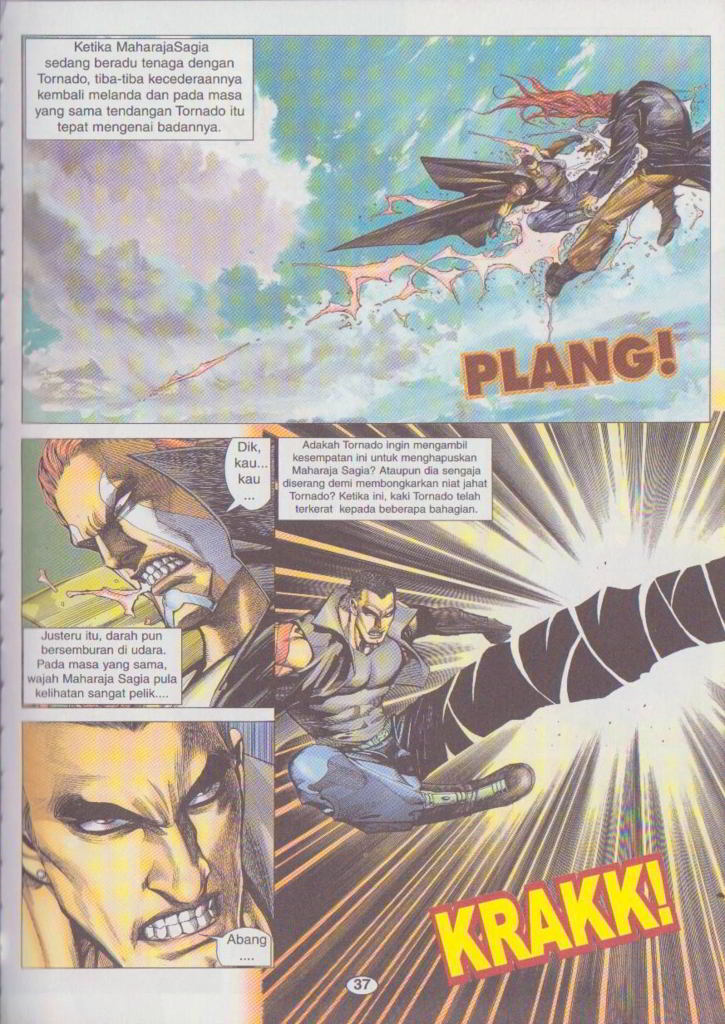 Ketika MaharajaSagia
sedang beradu tenaga dengan
Tornado, tiba-tiba kecederaannya
kembali melanda dan pada masa
yang sama tendangan Tornado itu
tepat mengenai badannya.
PLANG!
Dik,
kau...
kau
...
Justeru itu, darah pun
bersemburan di udara.
Pada masa yang sama,
wajah Maharaja Sagia pula
kelihatan sangat pelik....
Adakah Tornado ingin mengambil
kesempatan ini untuk menghapuskan
Maharaja Sagia? Ataupun dia sengaja
diserang demi membongkarkan niat jahat
Tornado? Ketika ini, kaki Tornado telah
terkerat kepada beberapa bahagian.
Abang
....
KRAKK!
37